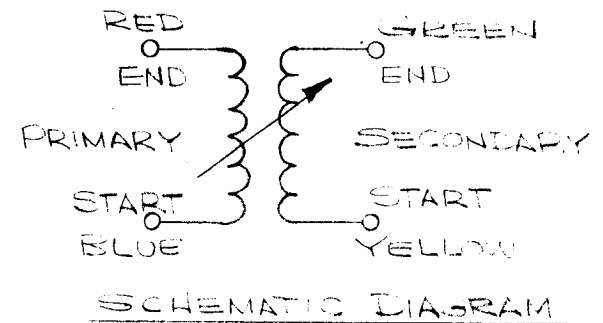 RED GREEN
END END
PRIMARY SECONDARY
START START
BLUE YELLOW
SCHEMATIC DIAGRAM